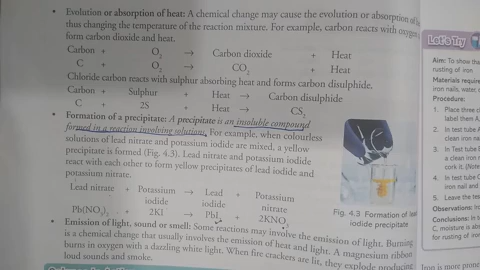 • Evolution or absorption of heat: A chemical change may cause the evolution or absorption of
thus changing the temperature of the reaction mixture. For example, carbon reacts with oxygen
form carbon dioxide and heat.
Carbon + O₂ → Carbon dioxide + Heat
C + O₂ → CO₂ + Heat
Chloride carbon reacts with sulphur absorbing heat and forms carbon disulphide.
Carbon + Sulphur + Heat → Carbon disulphide
C + 2S + Heat → CS₂
• Formation of a precipitate: A precipitate is an insoluble compound
formed in a reaction involving solutions. For example, when colourless
solutions of lead nitrate and potassium iodide are mixed, a yellow
precipitate is formed (Fig. 4.3). Lead nitrate and potassium iodide
react with each other to form yellow precipitates of lead iodide and
potassium nitrate.
Lead nitrate + Potassium iodide → Lead iodide + Potassium nitrate
Pb(NO₃)₂ + 2KI → PbI₂ + 2KNO₃
Fig. 4.3 Formation of lead
iodide precipitate
• Emission of light, sound or smell: Some reactions may involve the emission of light. Burning
is a chemical change that usually involves the emission of heat and light. A magnesium ribbon
burns in oxygen with a dazzling white light. When fire crackers are lit, they explode producing
loud sounds and smoke.
Let's Try
Aim: To show tha
rusting of iron
Materials require
iron nails, water,
Procedure:
1. Place three cl
label them A,
2. In test tube A
clean iron na
3. In Test tube B
a clean iron n
cork it. (Note
4. In test tube C
iron nail and
5. Leave the tes
Observations: Ir
Conclusions: In t
C, moisture is ab
for rusting of iron
Iron is more prone